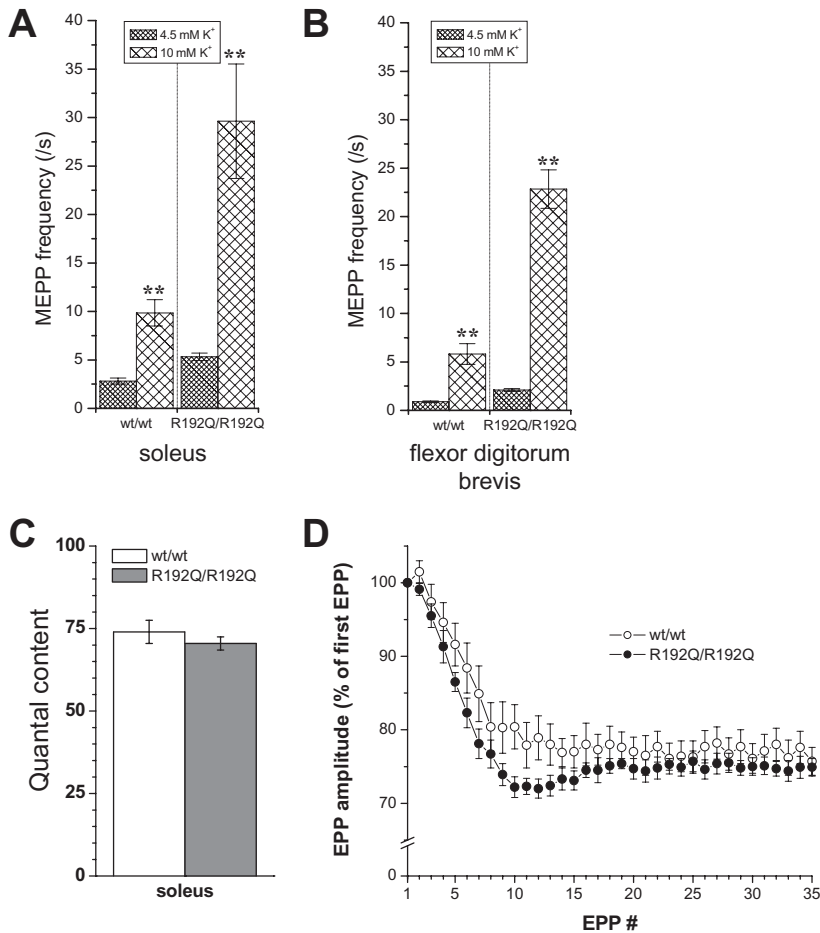 A
4.5 mM K⁺
10 mM K⁺
**
**
40
35
30
25
20
15
10
5
0
MEPP frequency (/s)
wt/wt
R192Q/R192Q
soleus
B
4.5 mM K⁺
10 mM K⁺
**
**
40
35
30
25
20
15
10
5
0
MEPP frequency (/s)
wt/wt
R192Q/R192Q
flexor digitorum
brevis
C
wt/wt
R192Q/R192Q
100
75
50
25
0
Quantal content
soleus
D
wt/wt
R192Q/R192Q
100
90
80
70
0
EPP amplitude (% of first EPP)
1 5 10 15 20 25 30 35
EPP #